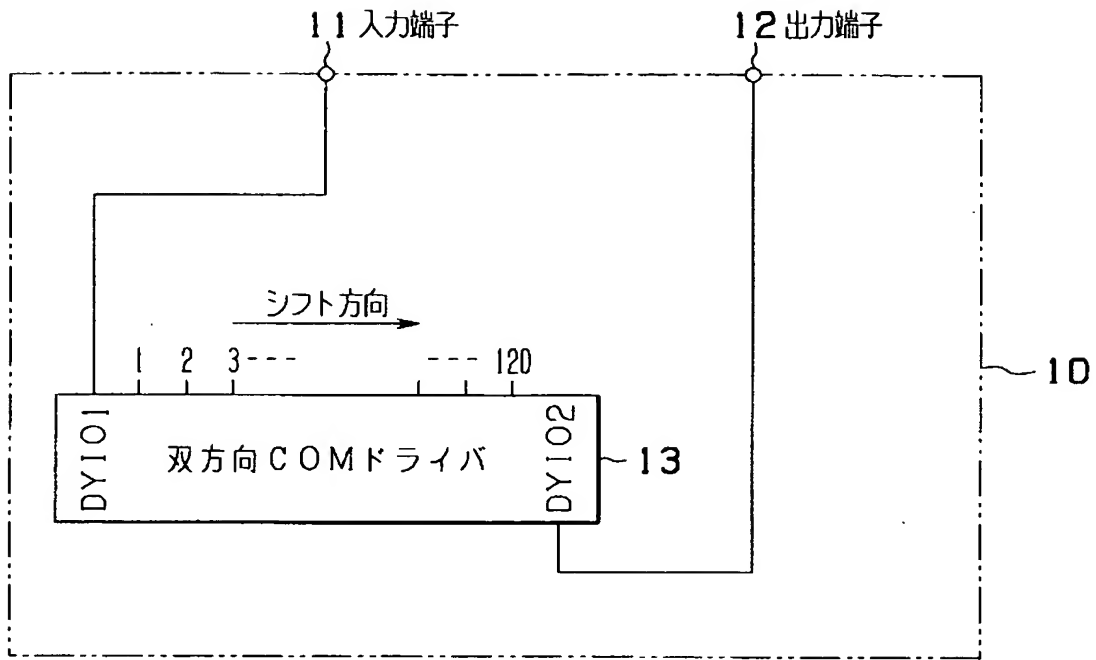 11 入力端子
12 出力端子
シフト方向
1 2 3 --- --- 120
10
DYIO1
双方向COMドライバ
DYIO2
13